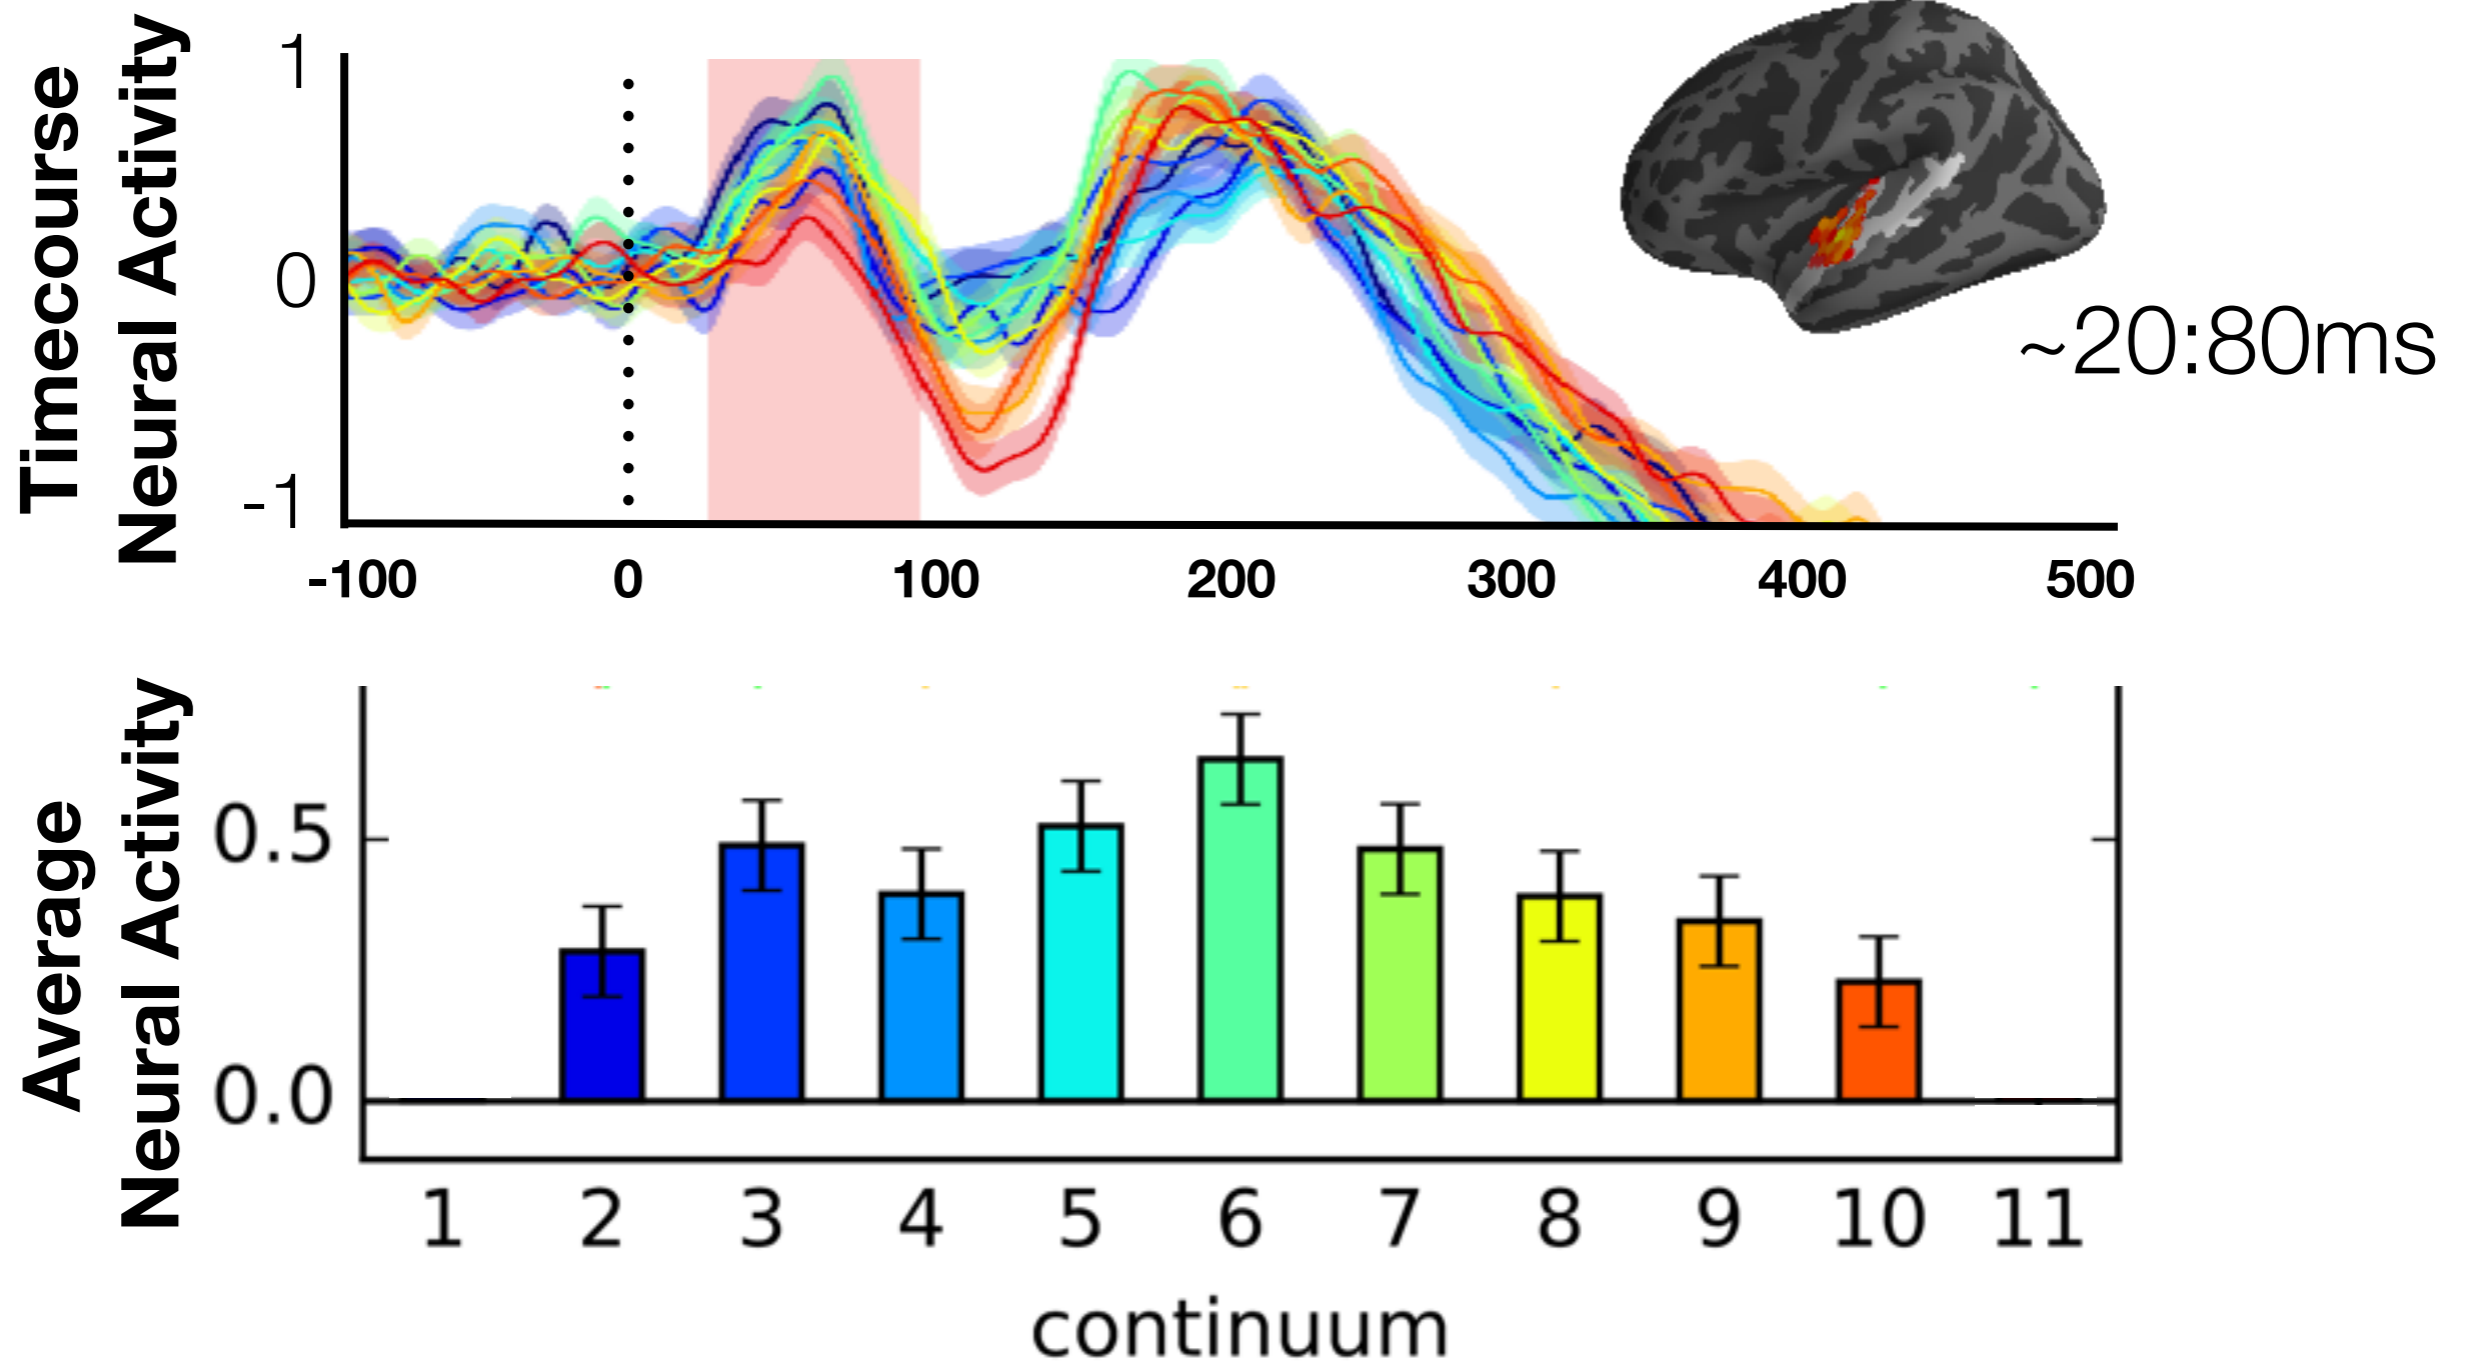 Timecourse
Neural Activity
1
0
-1
-100 0 100 200 300 400 500
~20:80ms
Average
Neural Activity
0.5
0.0
1 2 3 4 5 6 7 8 9 10 11
continuum